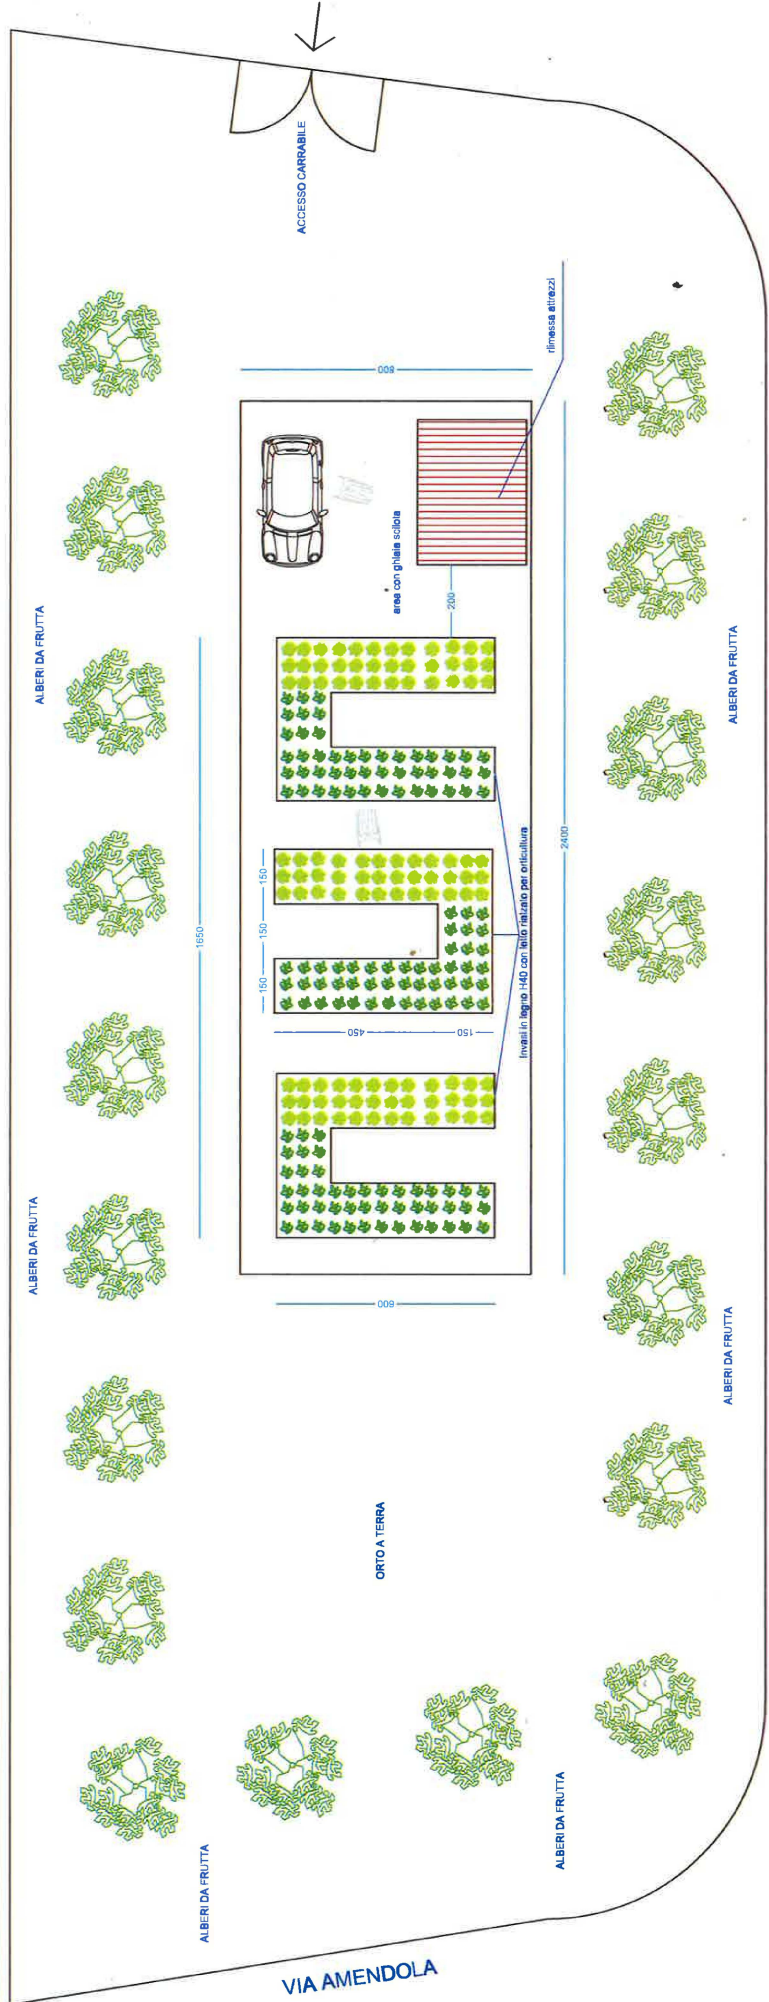 ACCESSO CARRABILE
rimessa attrezzi
800
area con ghiaia sciolta
200
ALBERI DA FRUTTA
ALBERI DA FRUTTA
1650
2400
150
150
150
450
150
Invasi in legno H40 con letto rialzato per orticultura
ALBERI DA FRUTTA
600
ALBERI DA FRUTTA
ORTO A TERRA
ALBERI DA FRUTTA
ALBERI DA FRUTTA
VIA AMENDOLA